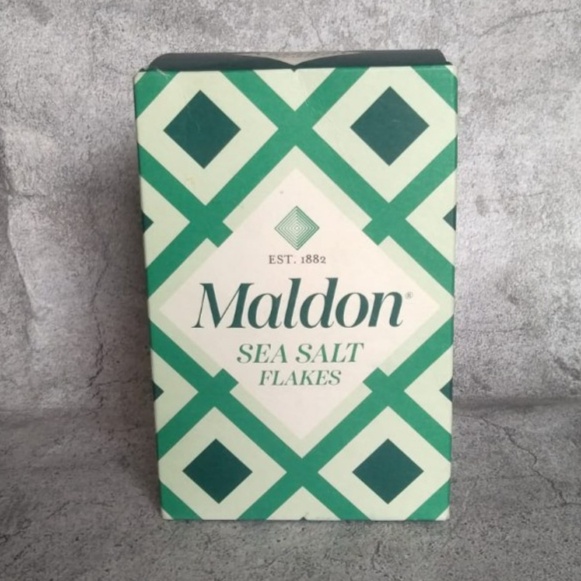 EST. 1882
Maldon®
SEA SALT
FLAKES